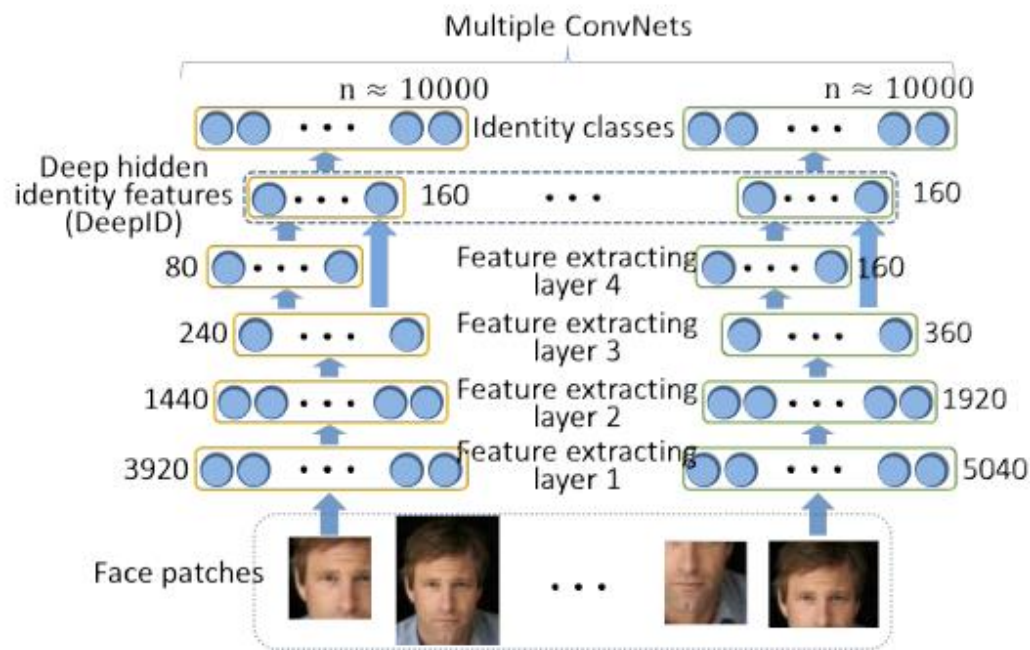 Multiple ConvNets
n ≈ 10000
n ≈ 10000
Identity classes
Deep hidden
identity features
(DeepID)
160
. . .
160
80
Feature extracting
layer 4
160
240
Feature extracting
layer 3
360
1440
Feature extracting
layer 2
1920
3920
Feature extracting
layer 1
5040
Face patches
. . .